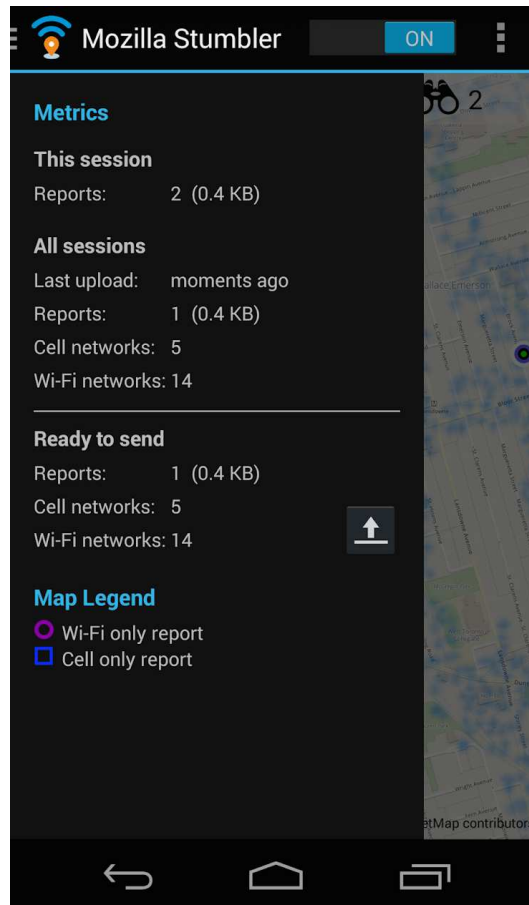 Mozilla Stumbler
ON
2
Metrics
This session
Reports: 2 (0.4 KB)
All sessions
Last upload: moments ago
Reports: 1 (0.4 KB)
Cell networks: 5
Wi-Fi networks: 14
Ready to send
Reports: 1 (0.4 KB)
Cell networks: 5
Wi-Fi networks: 14
Map Legend
Wi-Fi only report
Cell only report
Wallace Emerson
etMap contributor